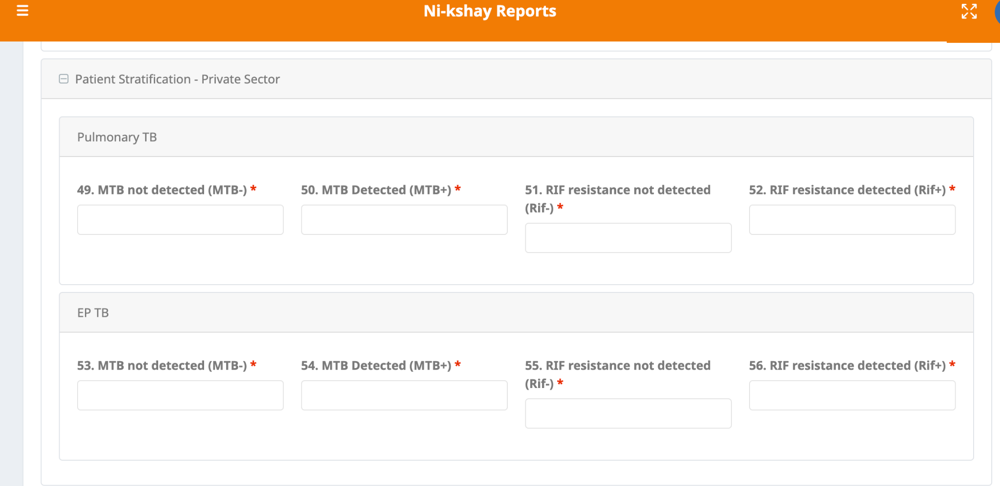 Ni-kshay Reports
Patient Stratification - Private Sector
Pulmonary TB
49. MTB not detected (MTB-) *
50. MTB Detected (MTB+) *
51. RIF resistance not detected
(Rif-) *
52. RIF resistance detected (Rif+) *
EP TB
53. MTB not detected (MTB-) *
54. MTB Detected (MTB+) *
55. RIF resistance not detected
(Rif-) *
56. RIF resistance detected (Rif+) *